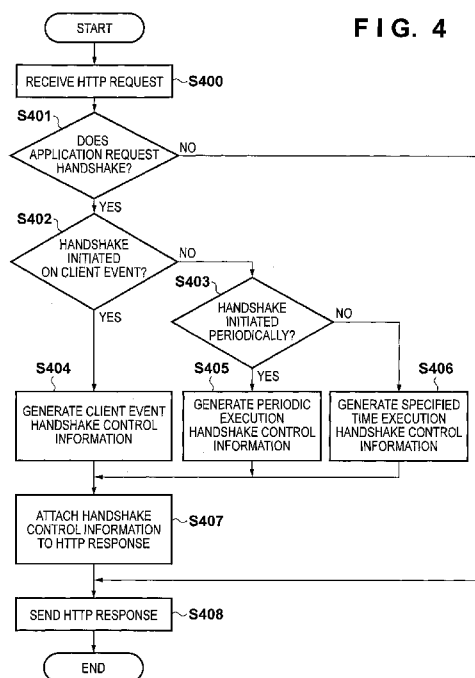 FIG. 4
START
RECEIVE HTTP REQUEST
S400
S401
DOES
APPLICATION REQUEST
HANDSHAKE?
NO
YES
S402
HANDSHAKE
INITIATED
ON CLIENT EVENT?
NO
YES
S403
HANDSHAKE
INITIATED
PERIODICALLY?
NO
YES
S404
GENERATE CLIENT EVENT
HANDSHAKE CONTROL
INFORMATION
S405
GENERATE PERIODIC
EXECUTION
HANDSHAKE CONTROL
INFORMATION
S406
GENERATE SPECIFIED
TIME EXECUTION
HANDSHAKE CONTROL
INFORMATION
ATTACH HANDSHAKE
CONTROL INFORMATION
TO HTTP RESPONSE
S407
SEND HTTP RESPONSE
S408
END